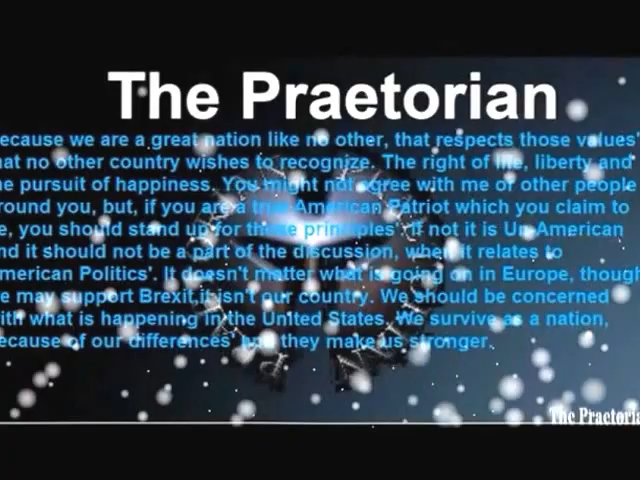 The Praetorian
ecause we are a great nation like no other, that respects those values
hat no other country wishes to recognize. The right of life, liberty and
he pursuit of happiness. You might not agree with me or other people
round you, but, if you are a true American Patriot which you claim to
e, you should stand up for those principles'. If not it is Un-American
nd it should not be a part of the discussion, when it relates to
merican Politics'. It doesn't matter what is going on in Europe, though
e may support Brexit,it isn't our country. We should be concerned
ith what is happening in the United States. We survive as a nation,
ecause of our differences' and they make us stronger.
The Praetoria